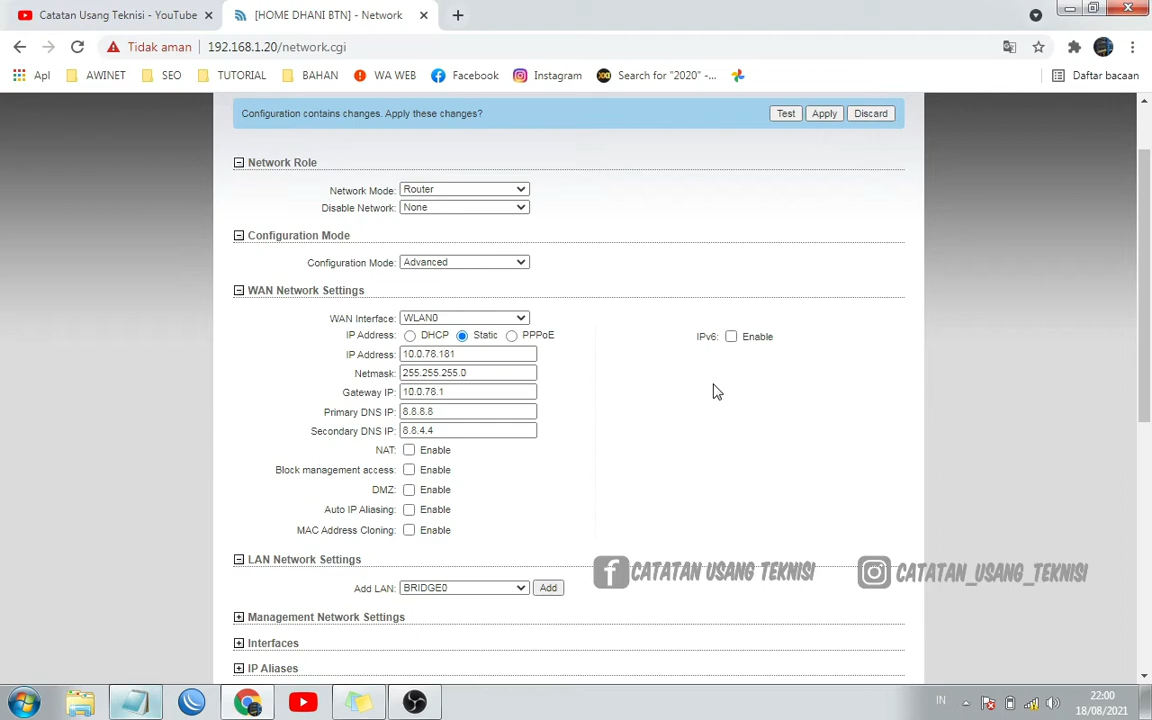 Catatan Usang Teknisi - YouTube
[HOME DHANI BTN] - Network
Tidak aman
192.168.1.20/network.cgi
Apl
AWINET
SEO
TUTORIAL
BAHAN
WA WEB
Facebook
Instagram
Search for "2020" -...
Daftar bacaan
Configuration contains changes. Apply these changes?
Test
Apply
Discard
Network Role
Network Mode: Router
Disable Network: None
Configuration Mode
Configuration Mode: Advanced
WAN Network Settings
WAN Interface: WLAN0
IP Address: DHCP Static PPPoE
IPv6: Enable
IP Address: 10.0.78.181
Netmask: 255.255.255.0
Gateway IP: 10.0.78.1
Primary DNS IP: 8.8.8.8
Secondary DNS IP: 8.8.4.4
NAT: Enable
Block management access: Enable
DMZ: Enable
Auto IP Aliasing: Enable
MAC Address Cloning: Enable
LAN Network Settings
CATATAN USANG TEKNISI
CATATAN_USANG_TEKNISI
Add LAN: BRIDGE0 Add
Management Network Settings
Interfaces
IP Aliases
IN
22:00
18/08/2021